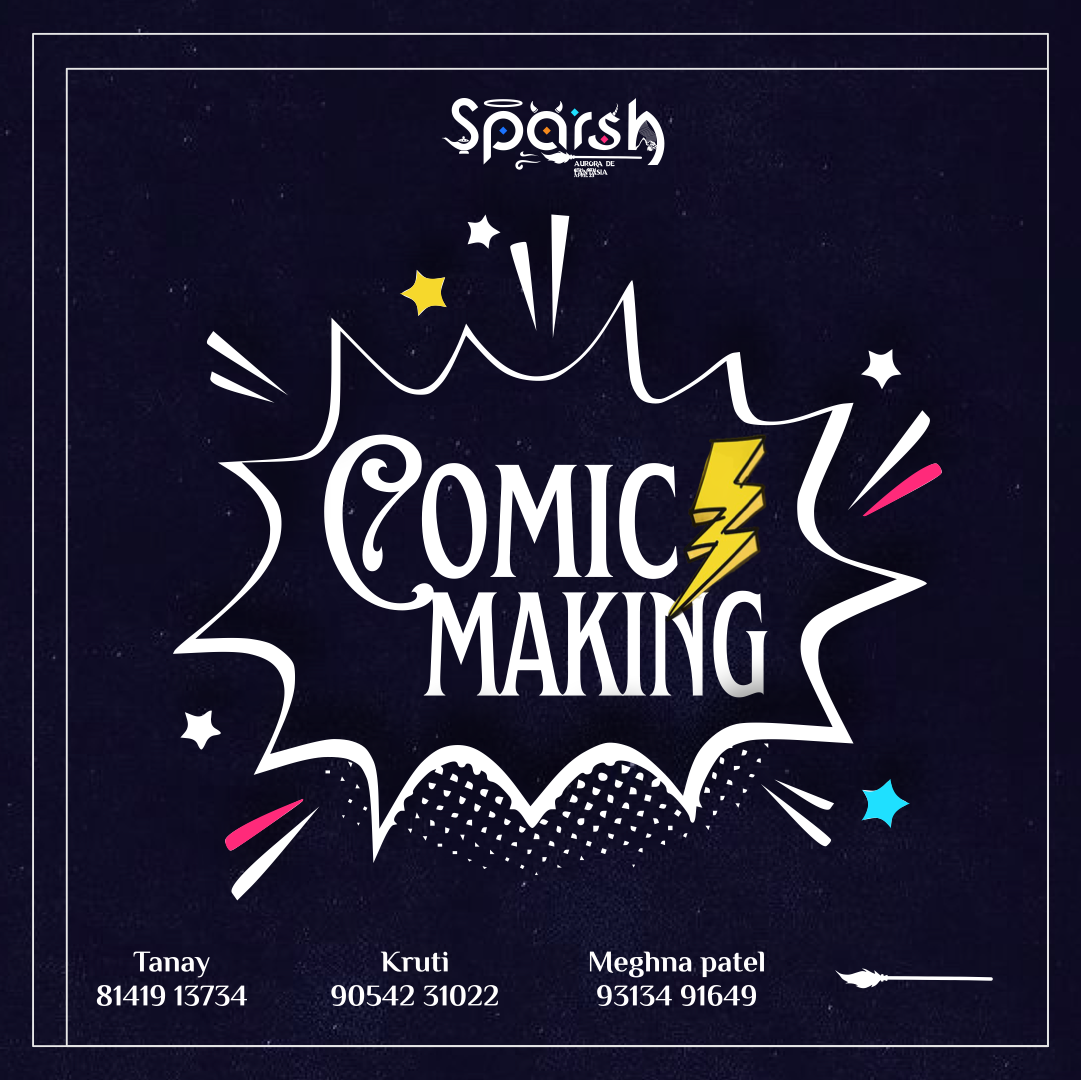 Sparsh
AURORA DE
COMIC
MAKING
Tanay
81419 13734
Kruti
90542 31022
Meghna patel
93134 91649